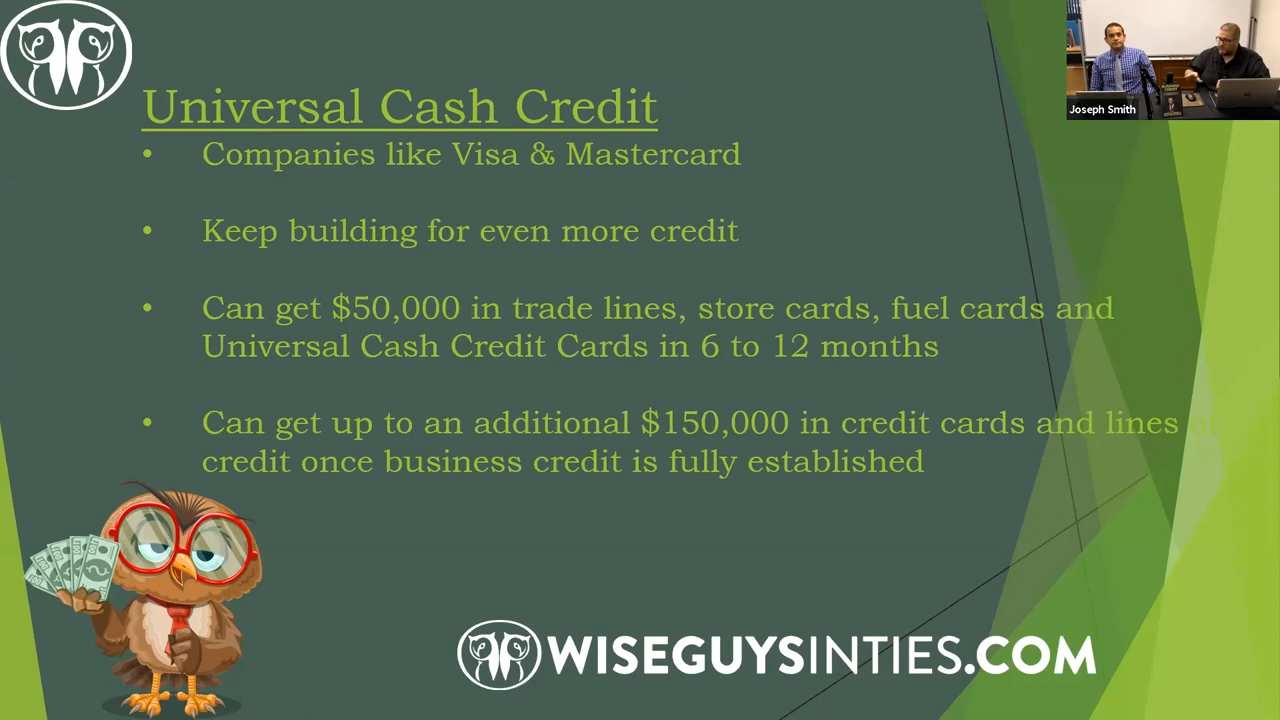 Universal Cash Credit
• Companies like Visa & Mastercard
• Keep building for even more credit
• Can get $50,000 in trade lines, store cards, fuel cards and
Universal Cash Credit Cards in 6 to 12 months
• Can get up to an additional $150,000 in credit cards and lines of
credit once business credit is fully established
WISEGUYSINTIES.COM
Joseph Smith